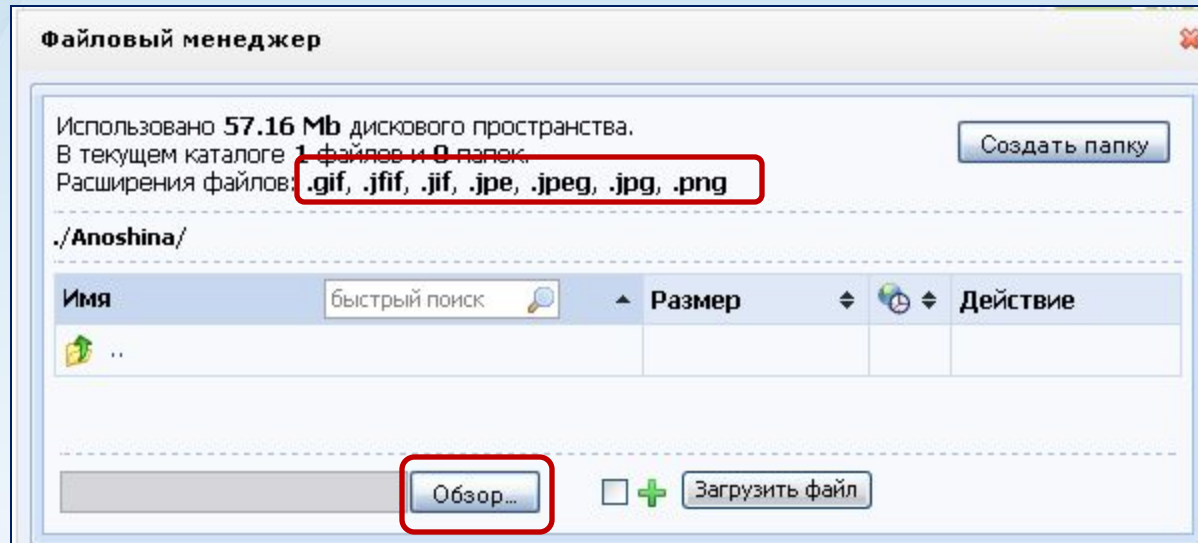 Файловый менеджер
Использовано 57.16 Mb дискового пространства.
В текущем каталоге 1 файлов и 0 папок.
Создать папку
Расширения файлов: .gif, .jfif, .jif, .jpe, .jpeg, .jpg, .png
./Anoshina/
Имя быстрый поиск Размер Действие
..
Обзор... Загрузить файл